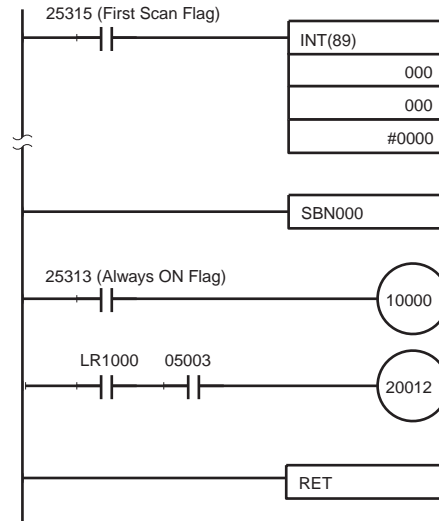 25315 (First Scan Flag)
INT(89)
000
000
#0000
SBN000
25313 (Always ON Flag)
10000
LR1000 05003
20012
RET